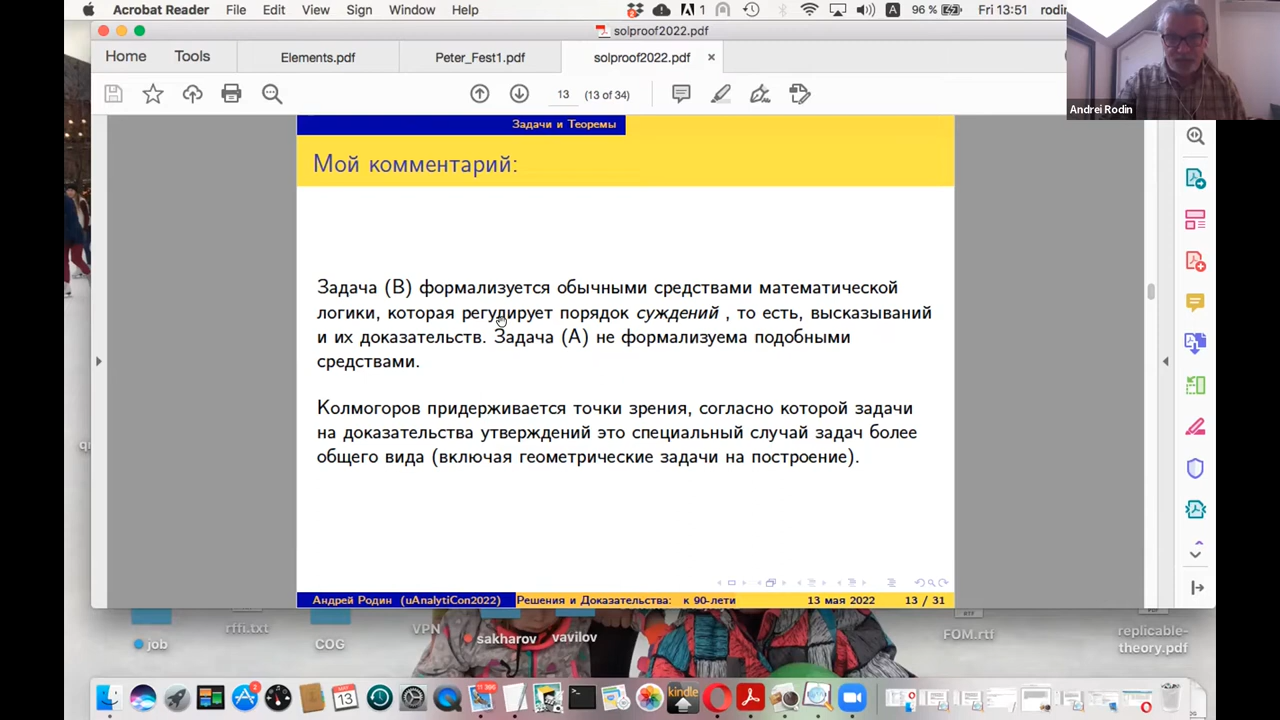 Acrobat Reader File Edit View Sign Window Help 1 A 96 % Fri 13:51
solproof2022.pdf
Home Tools Elements.pdf Peter_Fest1.pdf solproof2022.pdf ×
13 (13 of 34)
Andrei Rodin
Задачи и Теоремы
Мой комментарий:
Задача (B) формализуется обычными средствами математической
логики, которая регулирует порядок суждений , то есть, высказываний
и их доказательств. Задача (A) не формализуема подобными
средствами.
Колмогоров придерживается точки зрения, согласно которой задачи
на доказательства утверждений это специальный случай задач более
общего вида (включая геометрические задачи на построение).
Андрей Родин (uAnalytiCon2022) Решения и Доказательства: к 90-лети 13 мая 2022 13 / 31
job
rffi.txt
COG
VPN
sakharov
vavilov
FOM.rtf
replicable-
theory.pdf
kindle